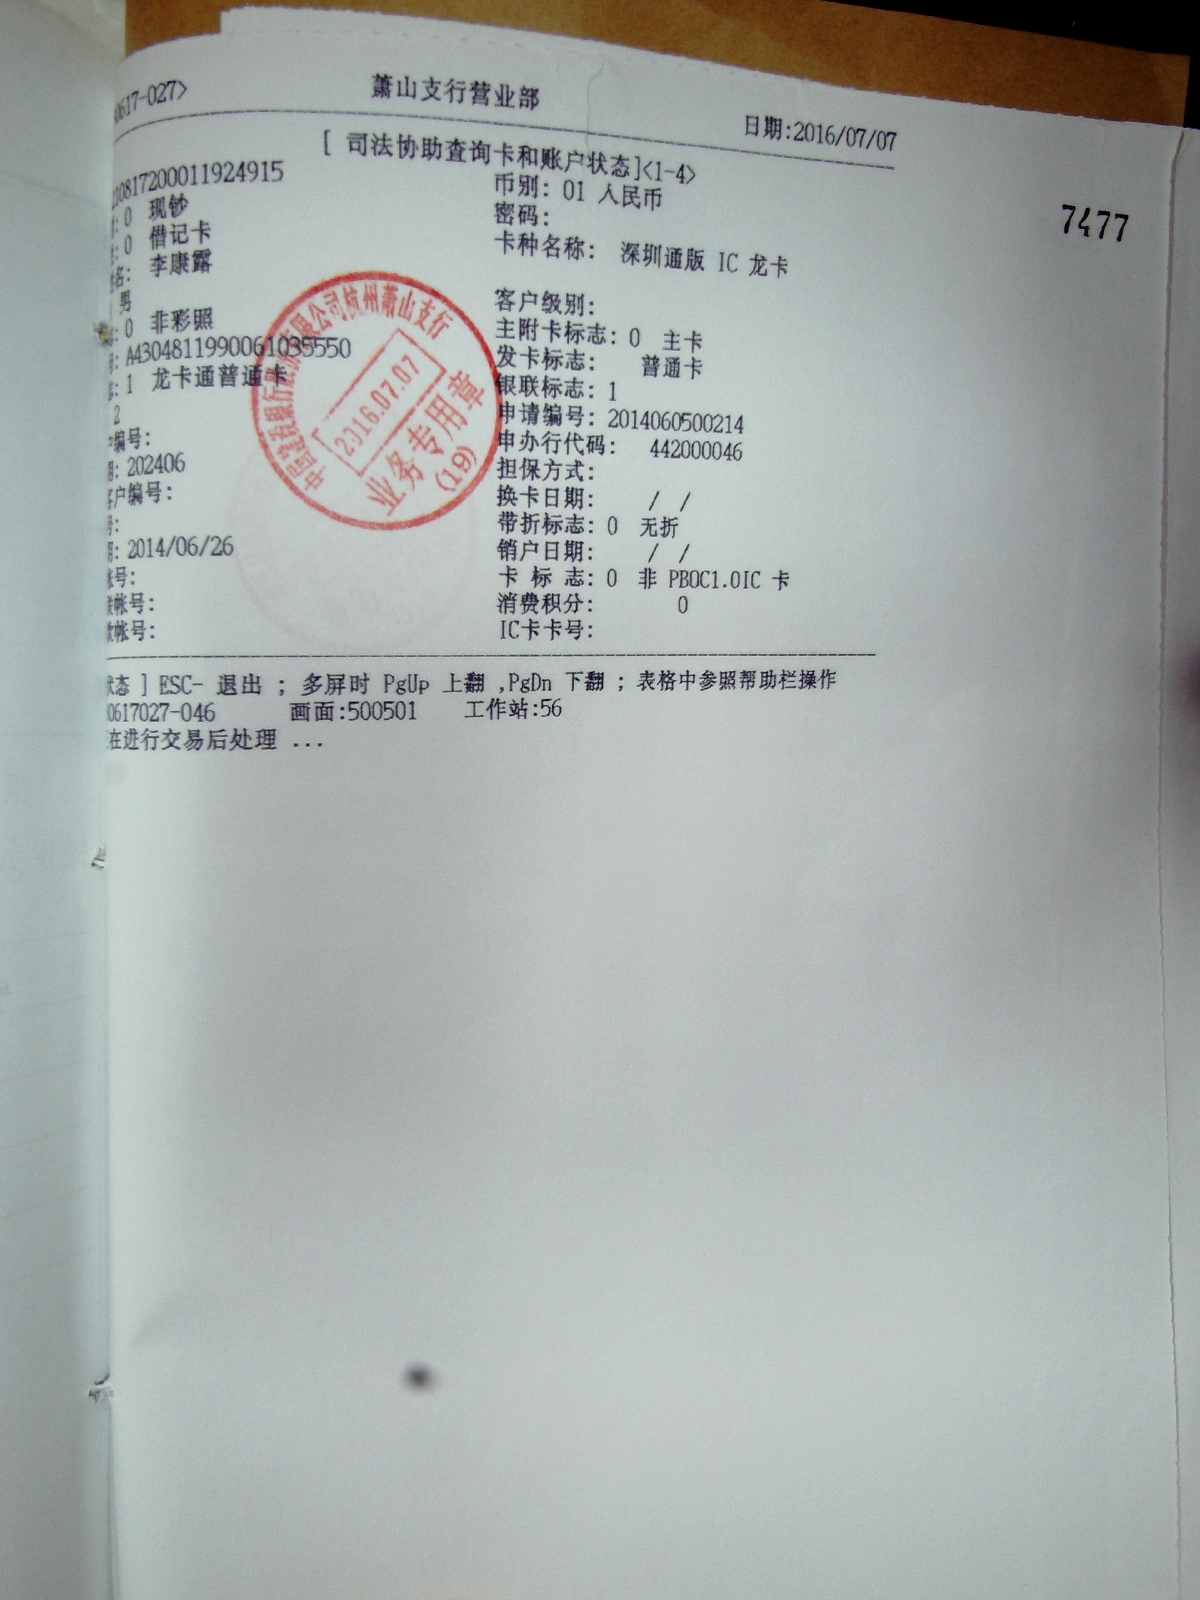 0617-027>
萧山支行营业部
日期:2016/07/07
[ 司法协助查询卡和账户状态]<1-4>
10817200011924915
币别: 01 人民币
: 0 现钞
密码:
: 0 借记卡
卡种名称: 深圳通版 IC 龙卡
名: 李康露
男
客户级别:
: 0 非彩照
主附卡标志: 0 主卡
: A4304811990061035550
发卡标志: 普通卡
: 1 龙卡通普通卡
银联标志: 1
2
申请编号: 2014060500214
编号:
申办行代码: 442000046
: 202406
担保方式:
客户编号:
换卡日期: / /
号:
带折标志: 0 无折
: 2014/06/26
销户日期: / /
帐号:
卡 标 志: 0 非 PBOC1.0IC 卡
帐号:
消费积分: 0
帐号:
IC卡卡号:
状态 ] ESC- 退出 ; 多屏时 PgUp 上翻 ,PgDn 下翻 ; 表格中参照帮助栏操作
0617027-046 画面:500501 工作站:56
在进行交易后处理 ...
7477
中国建设银行股份有限公司杭州萧山支行
2016.07.07
业务专用章
(19)